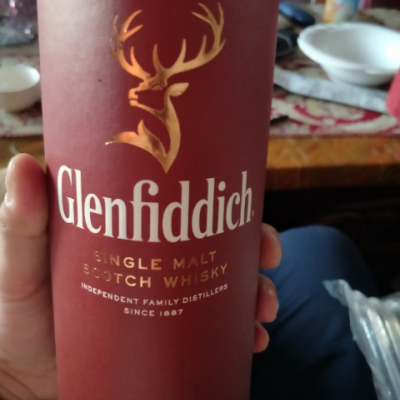 Glenfiddich
SINGLE MALT
SCOTCH WHISKY
INDEPENDENT FAMILY DISTILLERS
SINCE 1887